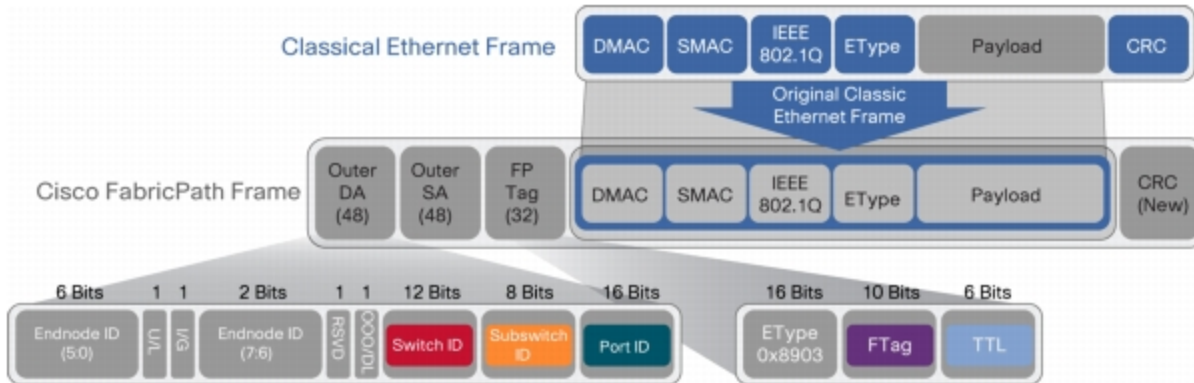 Classical Ethernet Frame
DMAC
SMAC
IEEE
802.1Q
EType
Payload
CRC
Original Classic
Ethernet Frame
Cisco FabricPath Frame
Outer
DA
(48)
Outer
SA
(48)
FP
Tag
(32)
DMAC
SMAC
IEEE
802.1Q
EType
Payload
CRC
(New)
6 Bits
1
1
2 Bits
1
1
12 Bits
8 Bits
16 Bits
Endnode ID
(5:0)
U/L
I/G
Endnode ID
(7:6)
RSVD
OOO/DL
Switch ID
Subswitch
ID
Port ID
16 Bits
10 Bits
6 Bits
EType
0x8903
FTag
TTL